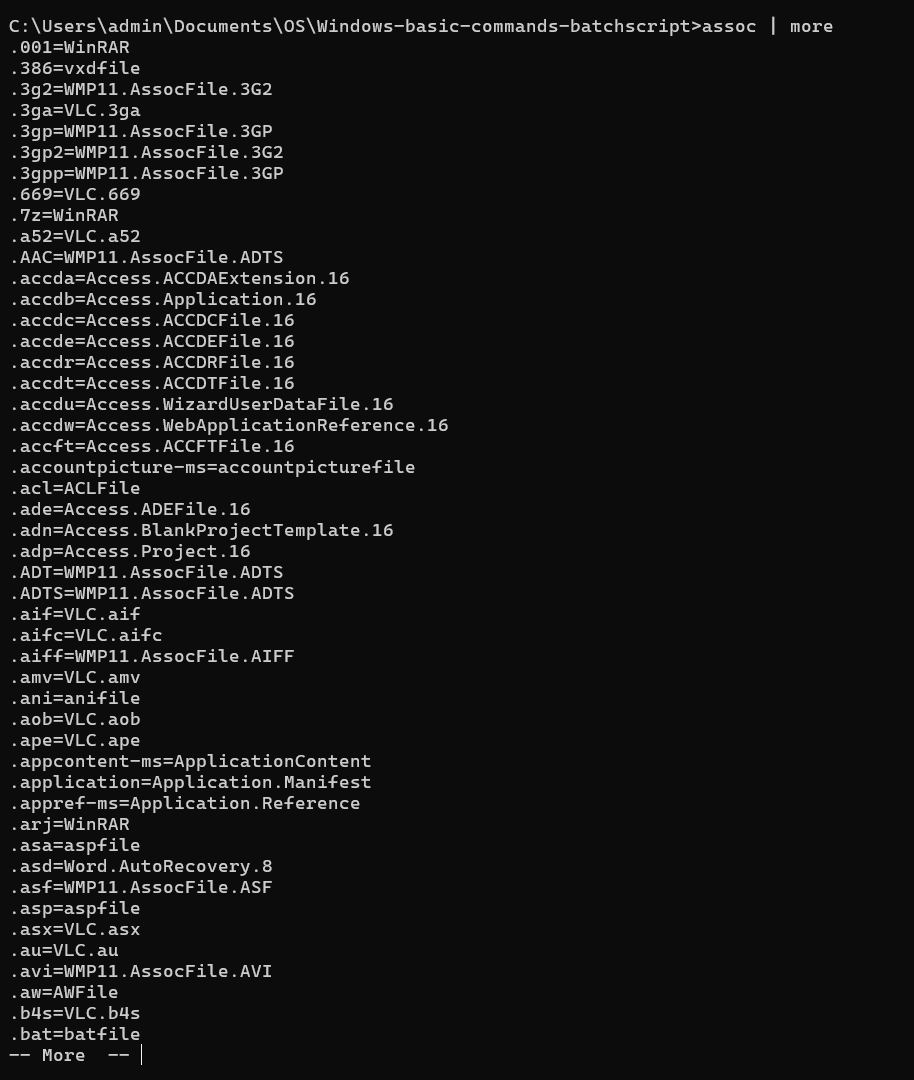 C:\Users\admin\Documents\OS\Windows-basic-commands-batchscript>assoc | more
.001=WinRAR
.386=vxdfile
.3g2=WMP11.AssocFile.3G2
.3ga=VLC.3ga
.3gp=WMP11.AssocFile.3GP
.3gp2=WMP11.AssocFile.3G2
.3gpp=WMP11.AssocFile.3GP
.669=VLC.669
.7z=WinRAR
.a52=VLC.a52
.AAC=WMP11.AssocFile.ADTS
.accda=Access.ACCDAExtension.16
.accdb=Access.Application.16
.accdc=Access.ACCDCFile.16
.accde=Access.ACCDEFile.16
.accdr=Access.ACCDRFile.16
.accdt=Access.ACCDTFile.16
.accdu=Access.WizardUserDataFile.16
.accdw=Access.WebApplicationReference.16
.accft=Access.ACCFTFile.16
.accountpicture-ms=accountpicturefile
.acl=ACLFile
.ade=Access.ADEFile.16
.adn=Access.BlankProjectTemplate.16
.adp=Access.Project.16
.ADT=WMP11.AssocFile.ADTS
.ADTS=WMP11.AssocFile.ADTS
.aif=VLC.aif
.aifc=VLC.aifc
.aiff=WMP11.AssocFile.AIFF
.amv=VLC.amv
.ani=anifile
.aob=VLC.aob
.ape=VLC.ape
.appcontent-ms=ApplicationContent
.application=Application.Manifest
.appref-ms=Application.Reference
.arj=WinRAR
.asa=aspfile
.asd=Word.AutoRecovery.8
.asf=WMP11.AssocFile.ASF
.asp=aspfile
.asx=VLC.asx
.au=VLC.au
.avi=WMP11.AssocFile.AVI
.aw=AWFile
.b4s=VLC.b4s
.bat=batfile
-- More  --